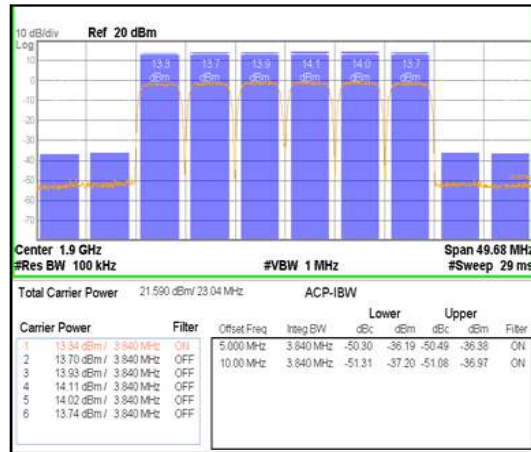 10 dB/div Ref 20 dBm
Log
10
0
-10
-20
-30
-40
-50
-60
-70
13.3 dBm 13.7 dBm 13.9 dBm 14.1 dBm 14.0 dBm 13.7 dBm
Center 1.9 GHz Span 49.68 MHz
#Res BW 100 kHz #VBW 1 MHz #Sweep 29 ms
Total Carrier Power 21.590 dBm/ 23.04 MHz ACP-IBW
Lower Upper
Carrier Power Filter Offset Freq Integ BW dBc dBm dBc dBm Filter
1 13.34 dBm / 3.840 MHz ON 5.000 MHz 3.840 MHz -50.30 -36.19 -50.49 -36.38 ON
2 13.70 dBm / 3.840 MHz OFF 10.00 MHz 3.840 MHz -51.31 -37.20 -51.08 -36.97 ON
3 13.93 dBm / 3.840 MHz OFF
4 14.11 dBm / 3.840 MHz OFF
5 14.02 dBm / 3.840 MHz OFF
6 13.74 dBm / 3.840 MHz OFF